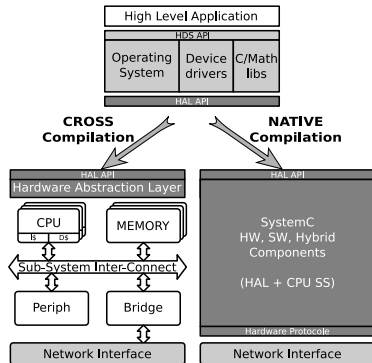 High Level Application
HDS API
Operating
System
Device
drivers
C/Math
libs
HAL API
CROSS
Compilation
NATIVE
Compilation
HAL API
Hardware Abstraction Layer
CPU
I$ D$
MEMORY
Sub-System Inter-Connect
Periph
Bridge
Network Interface
HAL API
SystemC
HW, SW, Hybrid
Components
(HAL + CPU SS)
Hardware Protocole
Network Interface